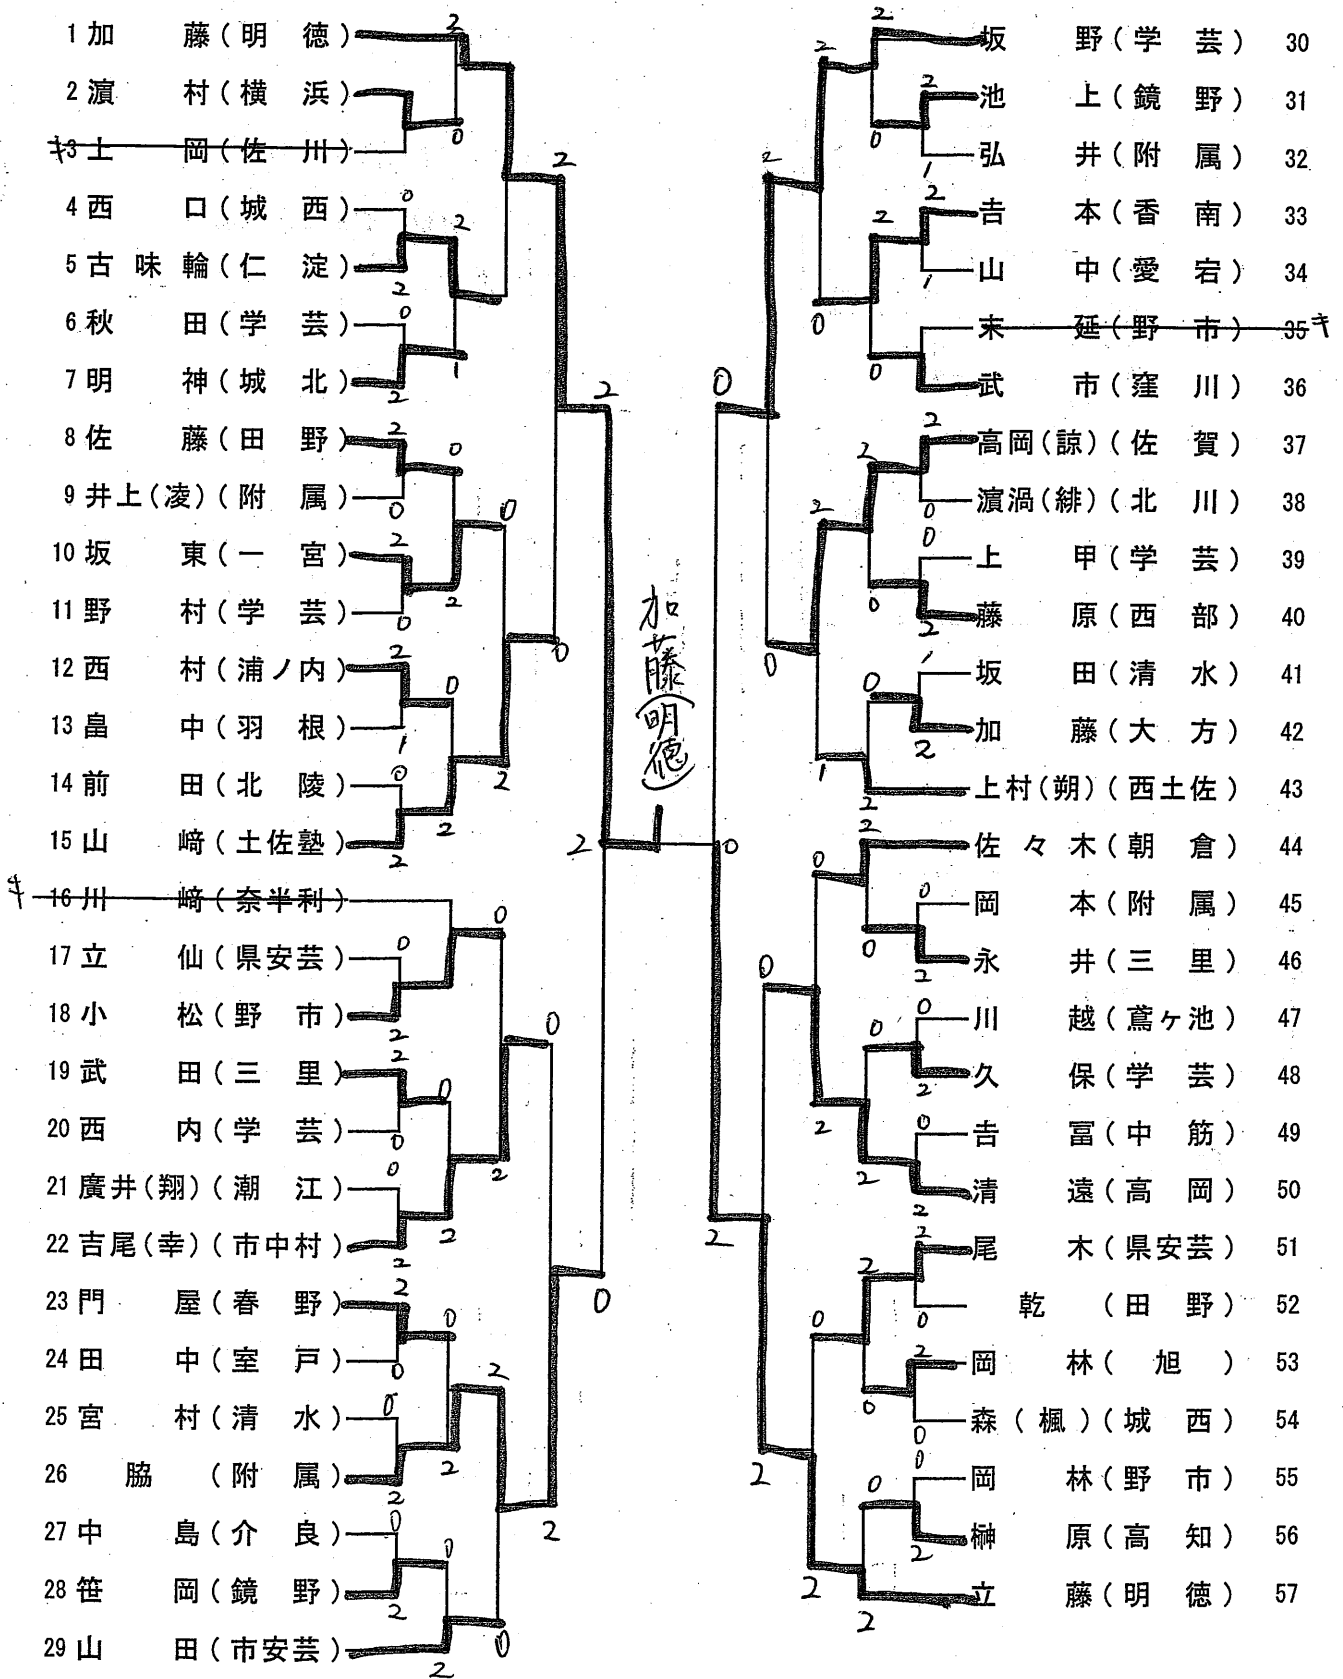 1 加藤（明徳）
2 濵村（横浜）
キ 3 土岡（佐川）
4 西口（城西）
5 古味輪（仁淀）
6 秋田（学芸）
7 明神（城北）
8 佐藤（田野）
9 井上(凌)（附属）
10 坂東（一宮）
11 野村（学芸）
12 西村（浦ノ内）
13 畠中（羽根）
14 前田（北陵）
15 山﨑（土佐塾）
キ 16 川﨑（奈半利）
17 立仙（県安芸）
18 小松（野市）
19 武田（三里）
20 西内（学芸）
21 廣井(翔)（潮江）
22 吉尾(幸)（市中村）
23 門屋（春野）
24 田中（室戸）
25 宮村（清水）
26 脇（附属）
27 中島（介良）
28 笹岡（鏡野）
29 山田（市安芸）
加藤（明徳）
坂野（学芸） 30
池上（鏡野） 31
弘井（附属） 32
𠮷本（香南） 33
山中（愛宕） 34
末延（野市） 35 キ
武市（窪川） 36
高岡(諒)（佐賀） 37
濵渦(緋)（北川） 38
上甲（学芸） 39
藤原（西部） 40
坂田（清水） 41
加藤（大方） 42
上村(朔)（西土佐） 43
佐々木（朝倉） 44
岡本（附属） 45
永井（三里） 46
川越（鳶ヶ池） 47
久保（学芸） 48
𠮷冨（中筋） 49
清遠（高岡） 50
尾木（県安芸） 51
乾（田野） 52
岡林（旭） 53
森(楓)（城西） 54
岡林（野市） 55
榊原（高知） 56
立藤（明徳） 57